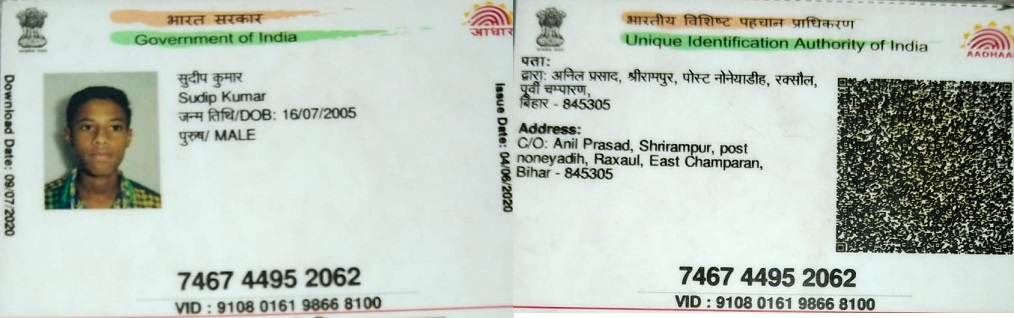 भारत सरकार
Government of India
आधार
Download Date: 09/07/2020
सुदीप कुमार
Sudip Kumar
जन्म तिथि/DOB: 16/07/2005
पुरुष/ MALE
Issue Date: 04/06/2020
7467 4495 2062
VID : 9108 0161 9866 8100
भारतीय विशिष्ट पहचान प्राधिकरण
Unique Identification Authority of India
AADHAA
पता:
द्वारा: अनिल प्रसाद, श्रीरामपुर, पोस्ट नोनेयाडीह, रक्सौल,
पूर्वी चम्पारण,
बिहार - 845305
Address:
C/O: Anil Prasad, Shrirampur, post
noneyadih, Raxaul, East Champaran,
Bihar - 845305
7467 4495 2062
VID : 9108 0161 9866 8100